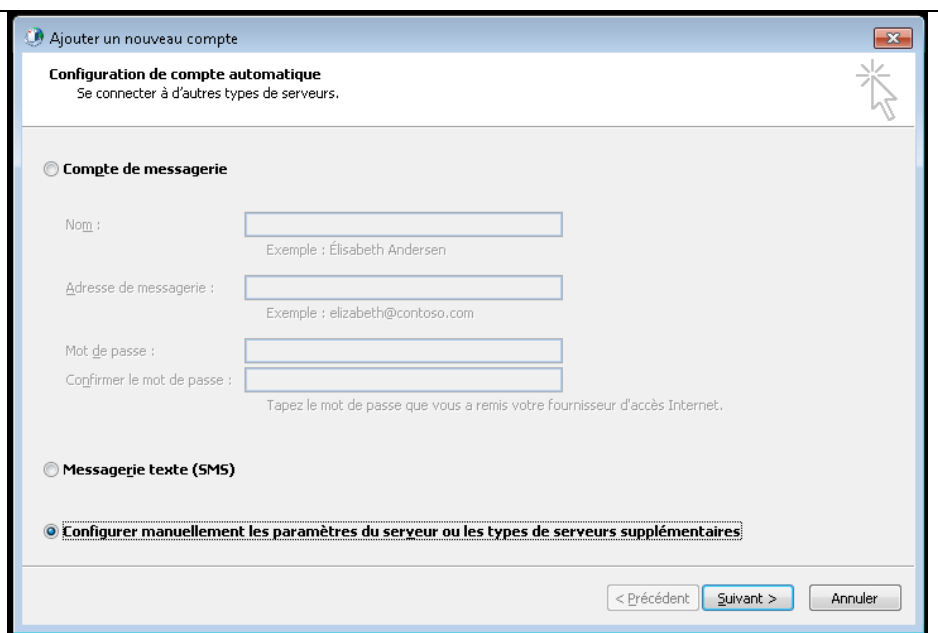 Ajouter un nouveau compte
Configuration de compte automatique
Se connecter à d'autres types de serveurs.
Compte de messagerie
Nom :
Exemple : Élisabeth Andersen
Adresse de messagerie :
Exemple : elizabeth@contoso.com
Mot de passe :
Confirmer le mot de passe :
Tapez le mot de passe que vous a remis votre fournisseur d'accès Internet.
Messagerie texte (SMS)
Configurer manuellement les paramètres du serveur ou les types de serveurs supplémentaires
< Précédent Suivant > Annuler